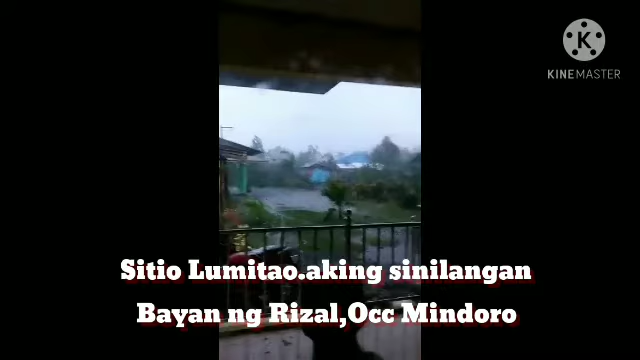 K
KINEMASTER
Sitio Lumitao.aking sinilangan
Bayan ng Rizal,Occ Mindoro